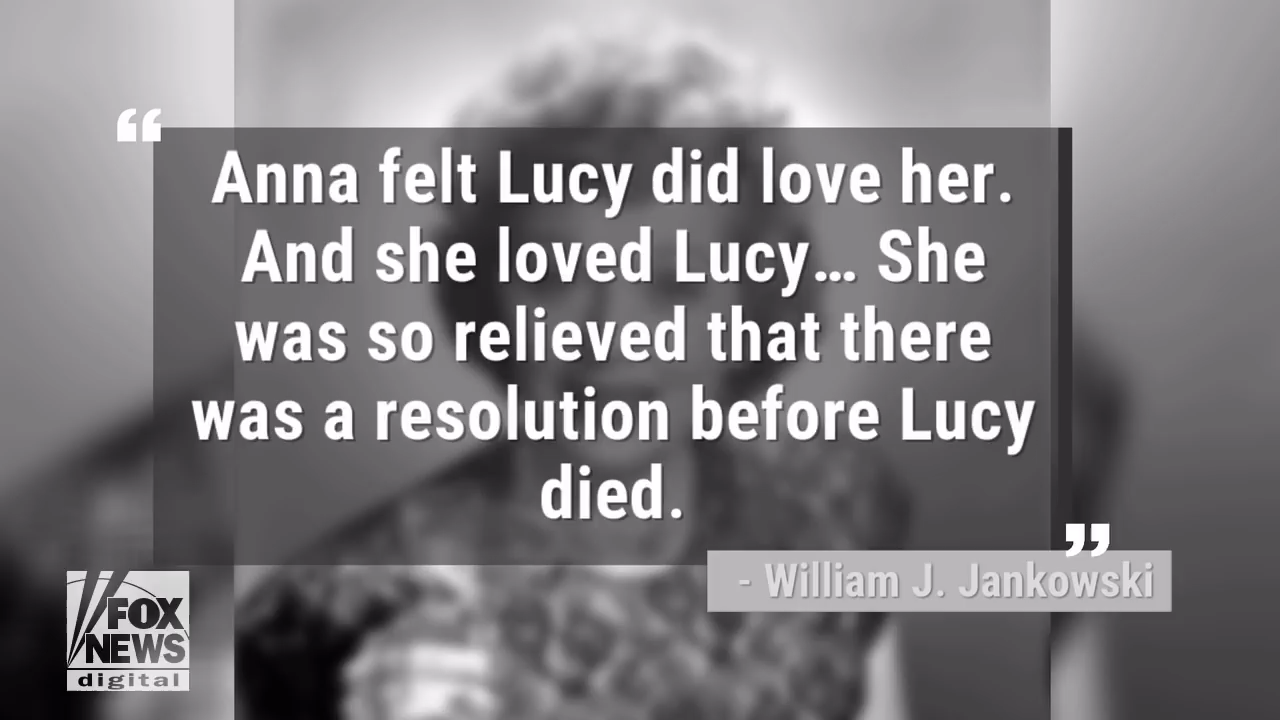 “
Anna felt Lucy did love her.
And she loved Lucy… She
was so relieved that there
was a resolution before Lucy
died.
”
- William J. Jankowski
FOX
NEWS
digital